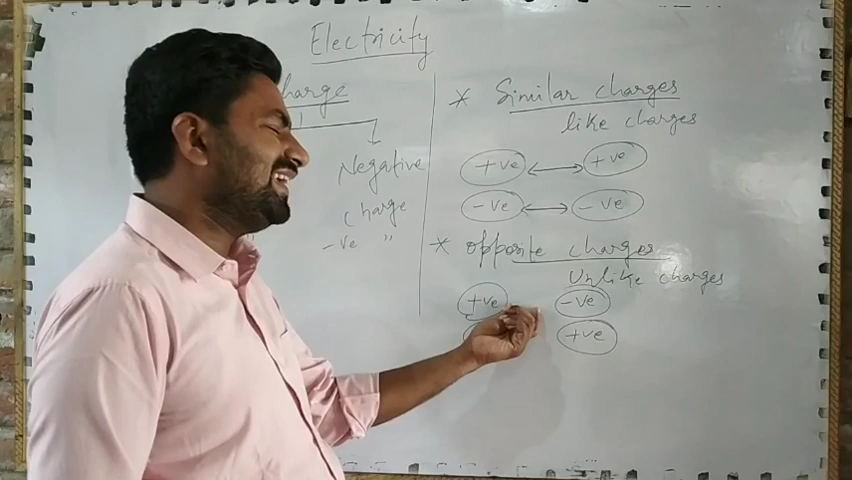 Electricity
charge
Negative
charge
-ve "
* Similar charges
like charges
+ve ↔ +ve
-ve ↔ -ve
* opposite charges
Unlike charges
+ve -ve
+ve